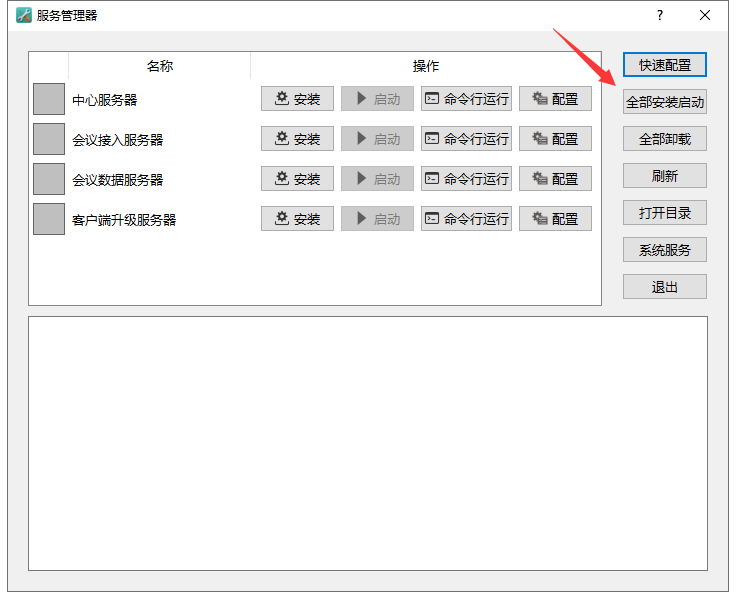 服务管理器
?
名称 操作
快速配置
中心服务器 安装 启动 命令行运行 配置
全部安装启动
会议接入服务器 安装 启动 命令行运行 配置
全部卸载
会议数据服务器 安装 启动 命令行运行 配置
刷新
客户端升级服务器 安装 启动 命令行运行 配置
打开目录
系统服务
退出